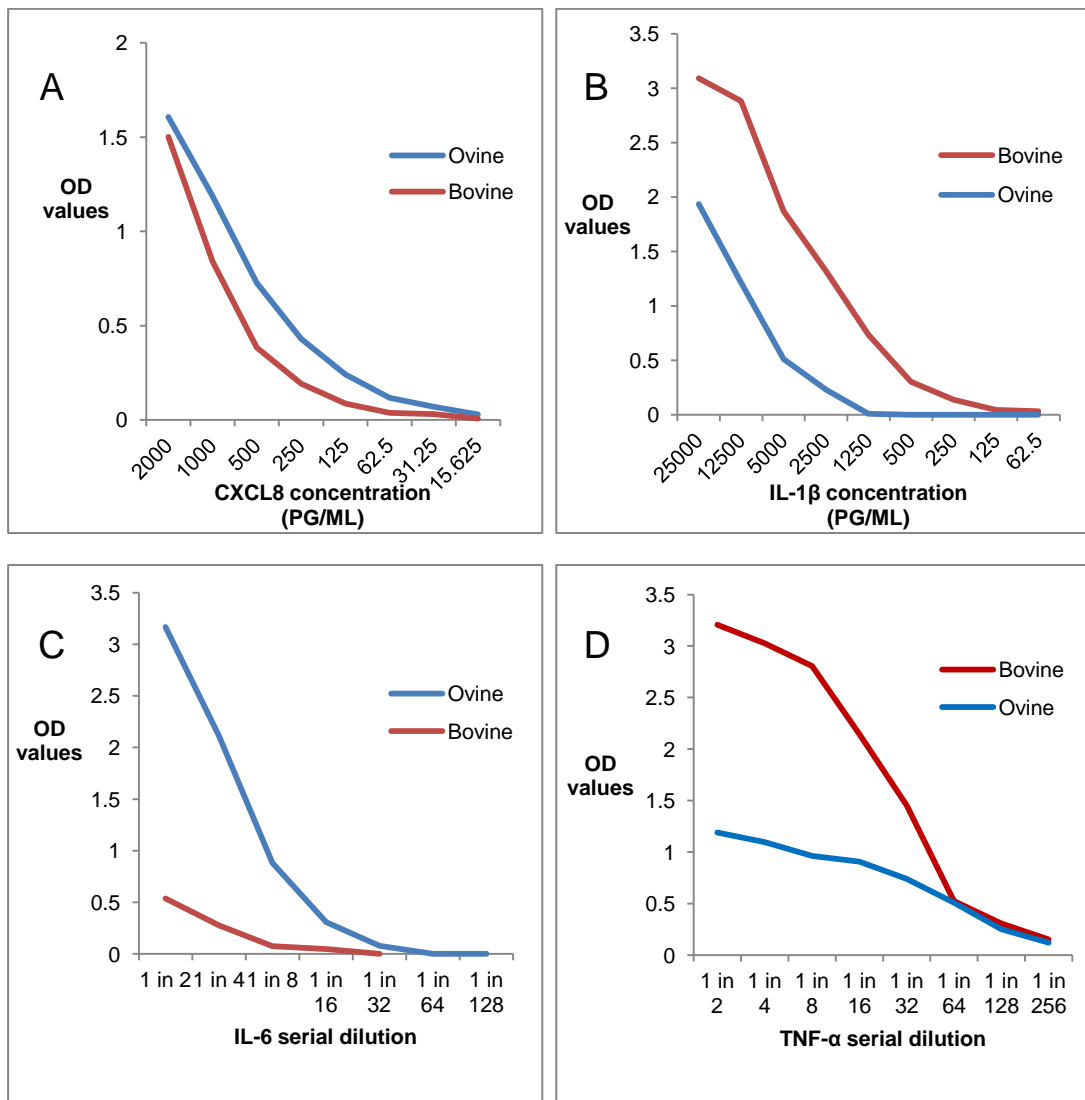 A
2
1.5
1
0.5
0
OD
values
Ovine
Bovine
2000
1000
500
250
125
62.5
31.25
15.625
CXCL8 concentration
(PG/ML)
B
3.5
3
2.5
2
1.5
1
0.5
0
OD
values
Bovine
Ovine
25000
12500
5000
2500
1250
500
250
125
62.5
IL-1β concentration
(PG/ML)
C
3.5
3
2.5
2
1.5
1
0.5
0
OD
values
Ovine
Bovine
1 in 2
1 in 4
1 in 8
1 in
16
1 in
32
1 in
64
1 in
128
IL-6 serial dilution
D
3.5
3
2.5
2
1.5
1
0.5
0
OD
values
Bovine
Ovine
1 in
2
1 in
4
1 in
8
1 in
16
1 in
32
1 in
64
1 in
128
1 in
256
TNF-α serial dilution